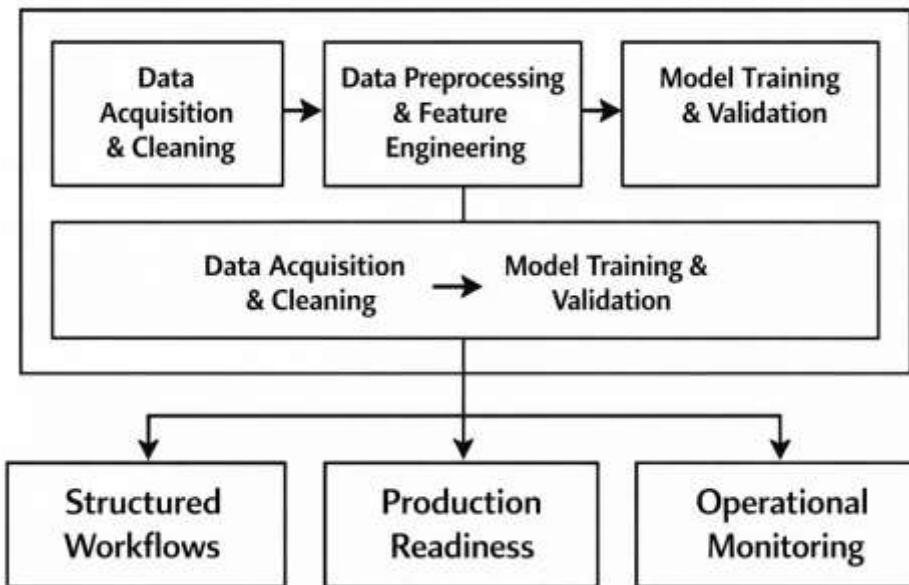 Data
Acquisition
& Cleaning
Data Preprocessing
& Feature
Engineering
Model Training
& Validation
Data Acquisition
& Cleaning
Model Training &
Validation
Structured
Workflows
Production
Readiness
Operational
Monitoring